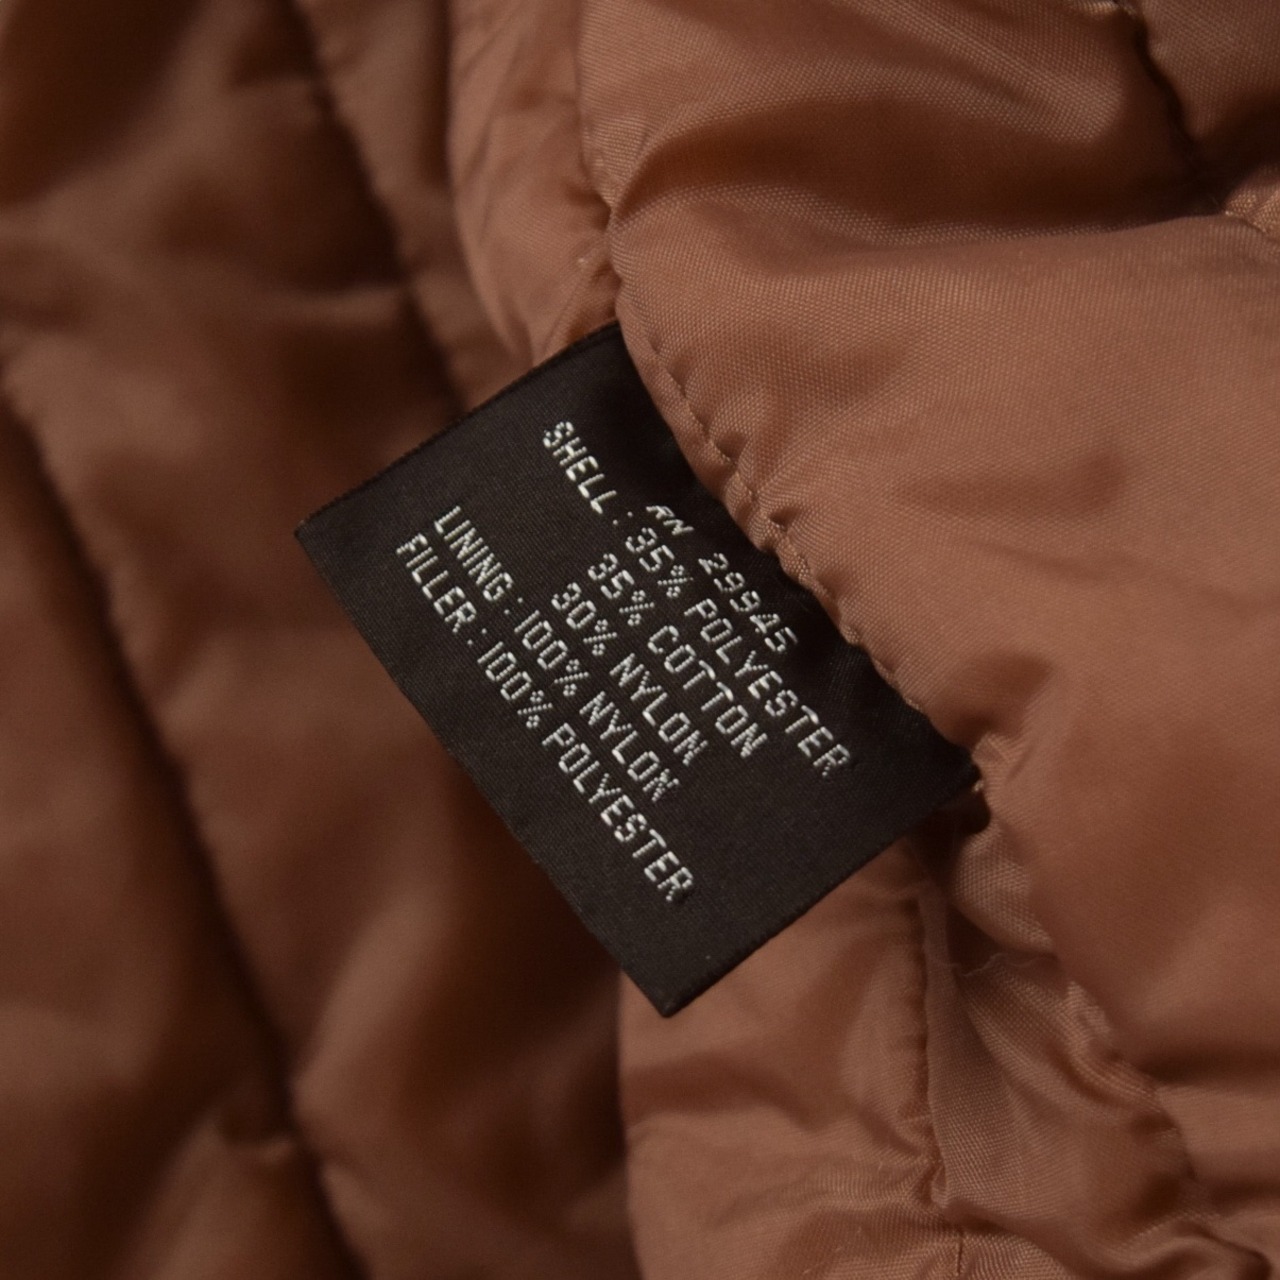 RN 29945
SHELL : 35% POLYESTER
35% COTTON
30% NYLON
LINING : 100% NYLON
FILLER : 100% POLYESTER